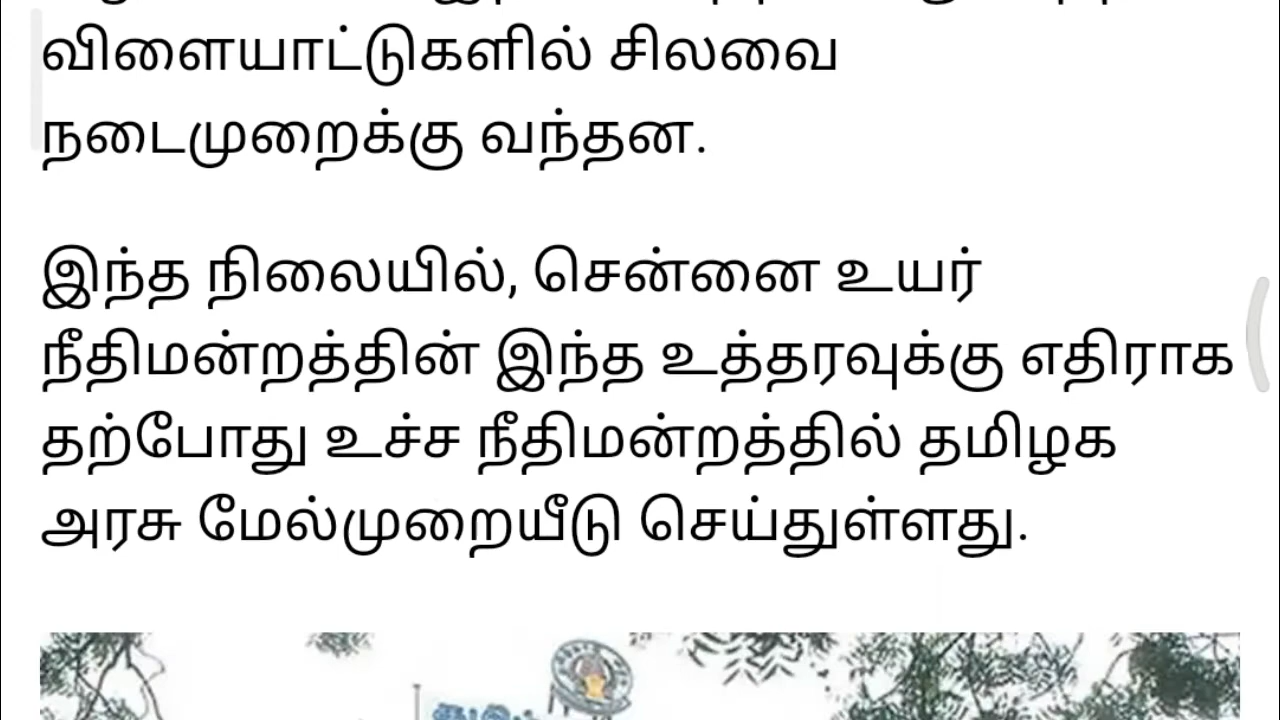 விளையாட்டுகளில் சிலவை
நடைமுறைக்கு வந்தன.
இந்த நிலையில், சென்னை உயர்
நீதிமன்றத்தின் இந்த உத்தரவுக்கு எதிராக
தற்போது உச்ச நீதிமன்றத்தில் தமிழக
அரசு மேல்முறையீடு செய்துள்ளது.